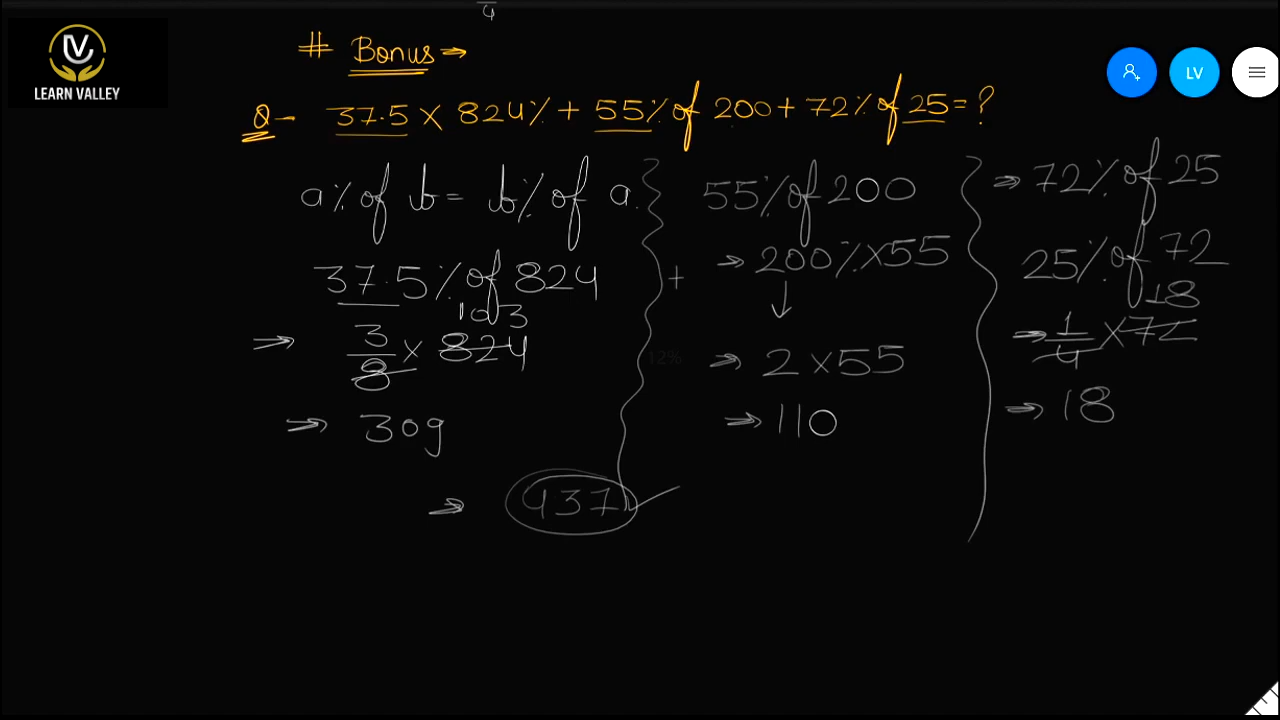 4
# Bonus →
LEARN VALLEY
LV
Q- 37.5 × 824% + 55% of 200 + 72% of 25 = ?
a% of b = b% of a.
37.5% of 824
103
⇒ 3/8 × 824
⇒ 309
⇒ 437
+
55% of 200
⇒ 200% × 55
↓
12%
⇒ 2 × 55
⇒ 110
⇒ 72% of 25
25% of 72
18
⇒ 1/4 × 72
⇒ 18